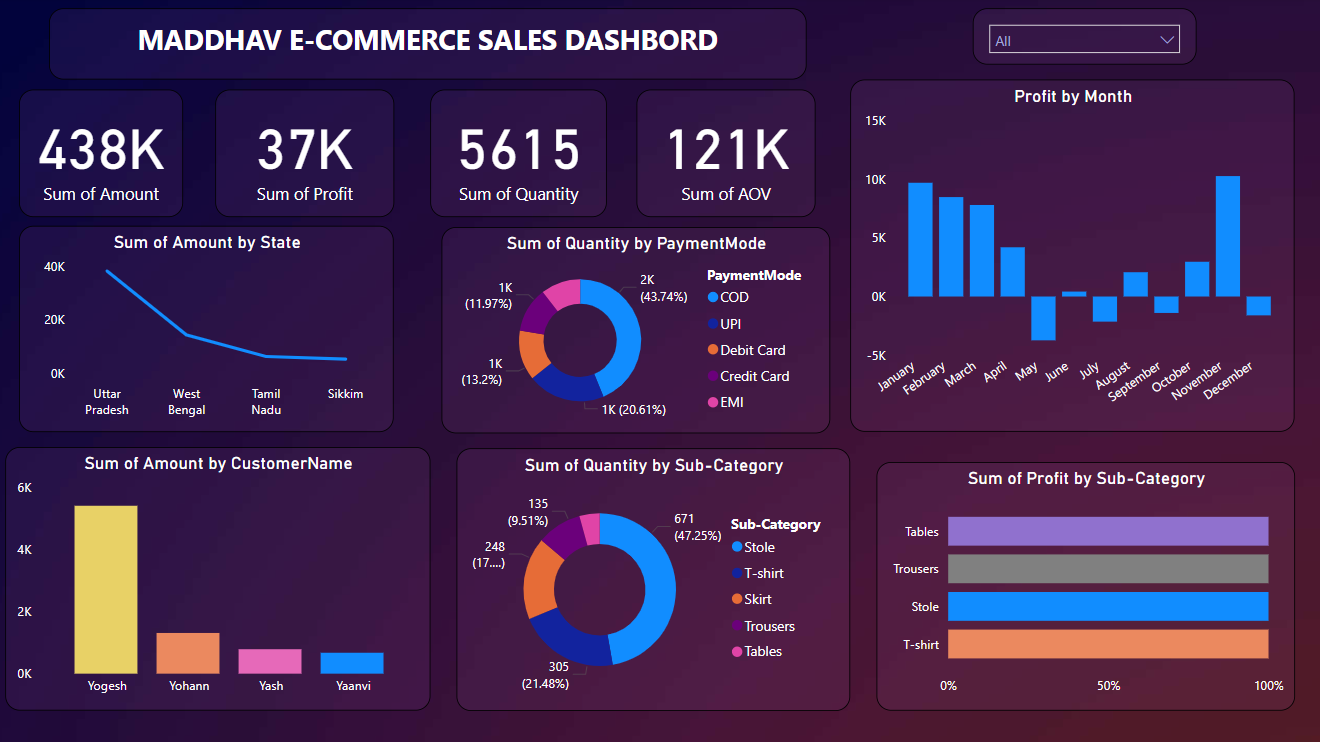 MADDHAV E-COMMERCE SALES DASHBORD
All
438K
Sum of Amount
37K
Sum of Profit
5615
Sum of Quantity
121K
Sum of AOV
Profit by Month
15K
10K
5K
0K
-5K
January
February
March
April
May
June
July
August
September
October
November
December
Sum of Amount by State
40K
20K
0K
Uttar
Pradesh
West
Bengal
Tamil
Nadu
Sikkim
Sum of Quantity by PaymentMode
2K
(43.74%)
1K (20.61%)
1K
(13.2%)
1K
(11.97%)
PaymentMode
COD
UPI
Debit Card
Credit Card
EMI
Sum of Amount by CustomerName
6K
4K
2K
0K
Yogesh
Yohann
Yash
Yaanvi
Sum of Quantity by Sub-Category
671
(47.25%)
305
(21.48%)
248
(17....)
135
(9.51%)
Sub-Category
Stole
T-shirt
Skirt
Trousers
Tables
Sum of Profit by Sub-Category
Tables
Trousers
Stole
T-shirt
0%
50%
100%